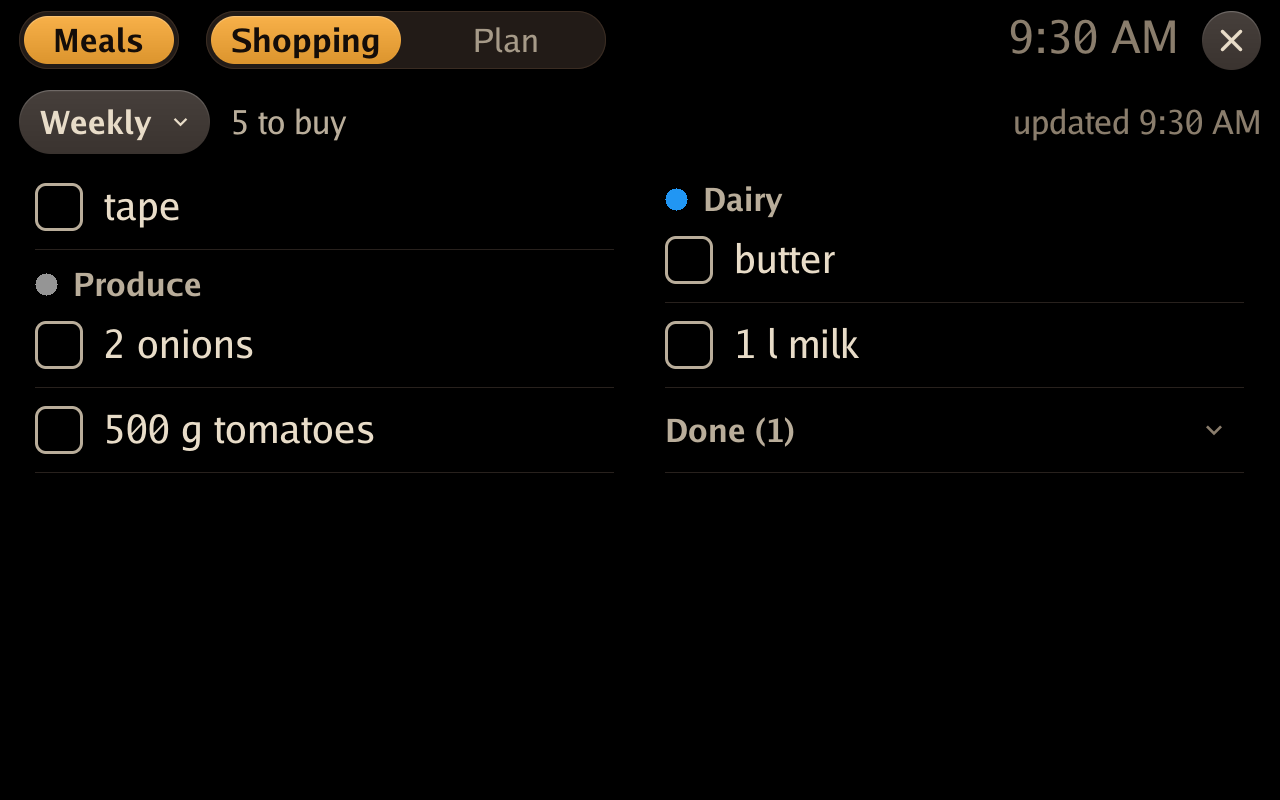 Meals Shopping Plan 9:30 AM
Weekly 5 to buy updated 9:30 AM
tape
Produce
2 onions
500 g tomatoes
Dairy
butter
1 l milk
Done (1)